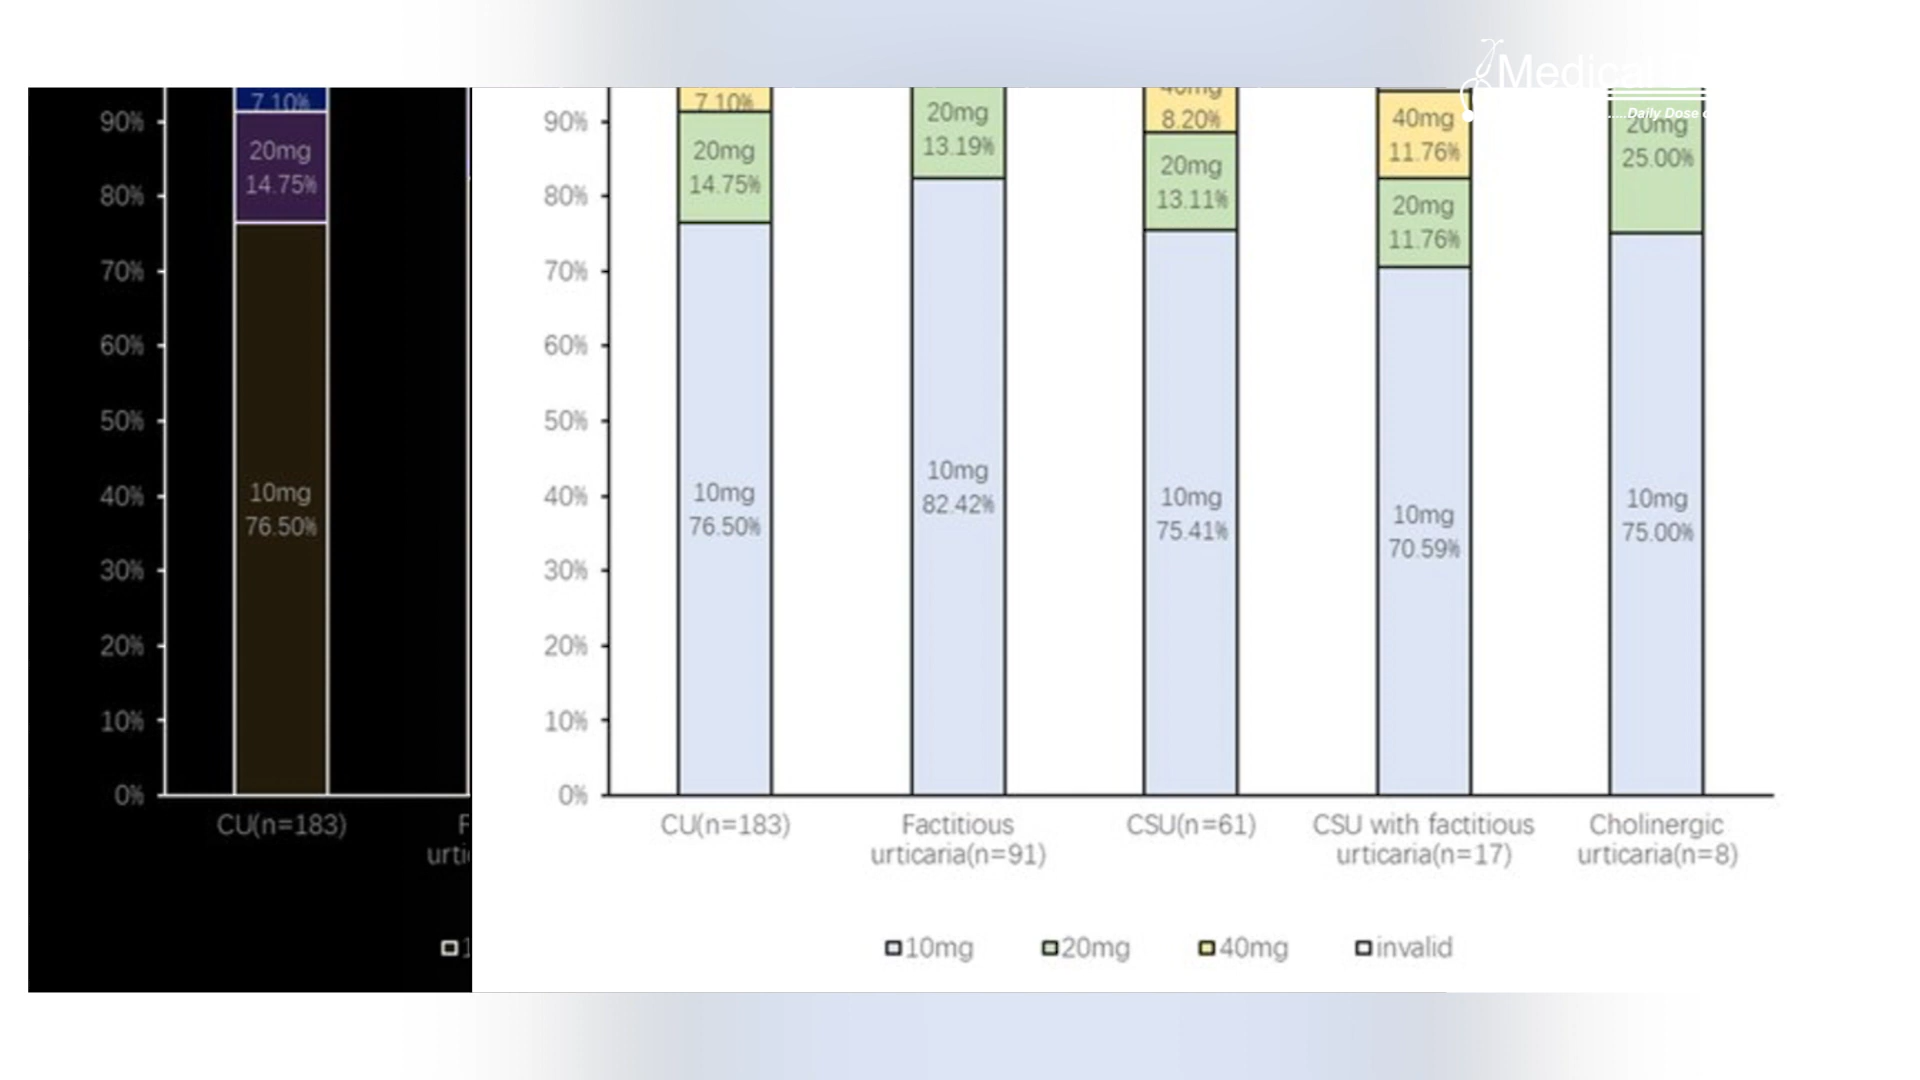 Medical
.....Daily Dose
90%
80%
70%
60%
50%
40%
30%
20%
10%
0%
7.10%
20mg
14.75%
10mg
76.50%
CU(n=183)
90%
80%
70%
60%
50%
40%
30%
20%
10%
0%
7.10%
20mg
14.75%
10mg
76.50%
20mg
13.19%
10mg
82.42%
40mg
8.20%
20mg
13.11%
10mg
75.41%
40mg
11.76%
20mg
11.76%
10mg
70.59%
20mg
25.00%
10mg
75.00%
CU(n=183)
Factitious
urticaria(n=91)
CSU(n=61)
CSU with factitious
urticaria(n=17)
Cholinergic
urticaria(n=8)
10mg
20mg
40mg
invalid